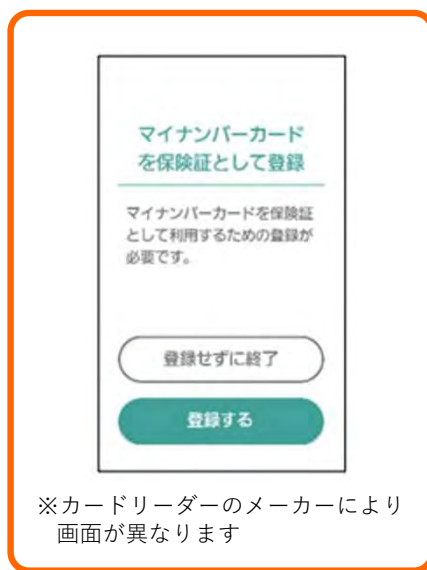 マイナンバーカード
を保険証として登録
マイナンバーカードを保険証
として利用するための登録が
必要です。
登録せずに終了
登録する
※カードリーダーのメーカーにより
画面が異なります